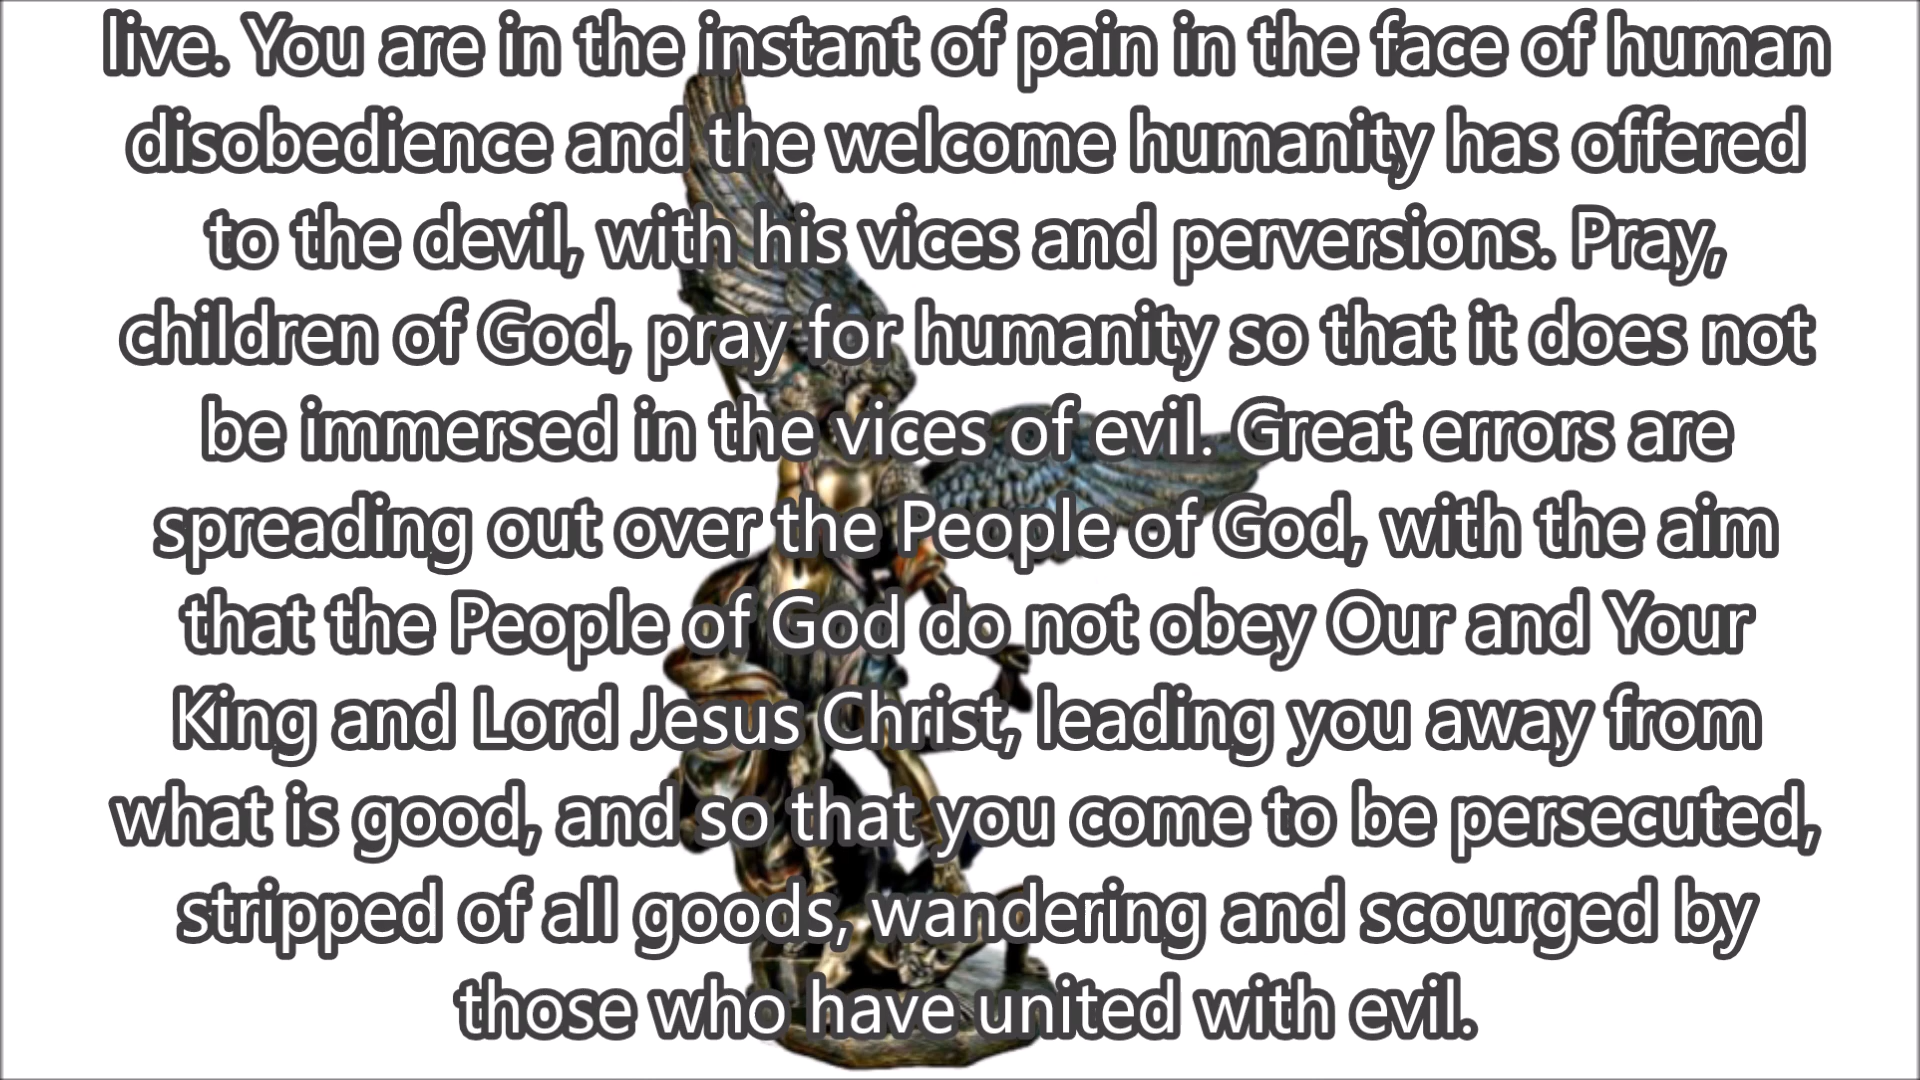 live. You are in the instant of pain in the face of human
disobedience and the welcome humanity has offered
to the devil, with his vices and perversions. Pray,
children of God, pray for humanity so that it does not
be immersed in the vices of evil. Great errors are
spreading out over the People of God, with the aim
that the People of God do not obey Our and Your
King and Lord Jesus Christ, leading you away from
what is good, and so that you come to be persecuted,
stripped of all goods, wandering and scourged by
those who have united with evil.